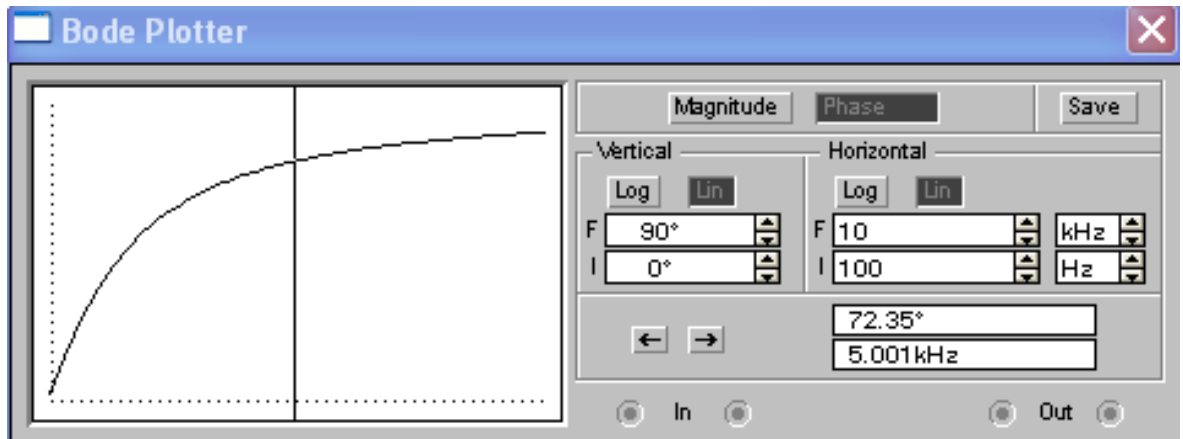 Bode Plotter
Magnitude Phase Save
Vertical Horizontal
Log Lin Log Lin
F 90° F 10 kHz
I 0° I 100 Hz
← → 72.35°
5.001kHz
In Out